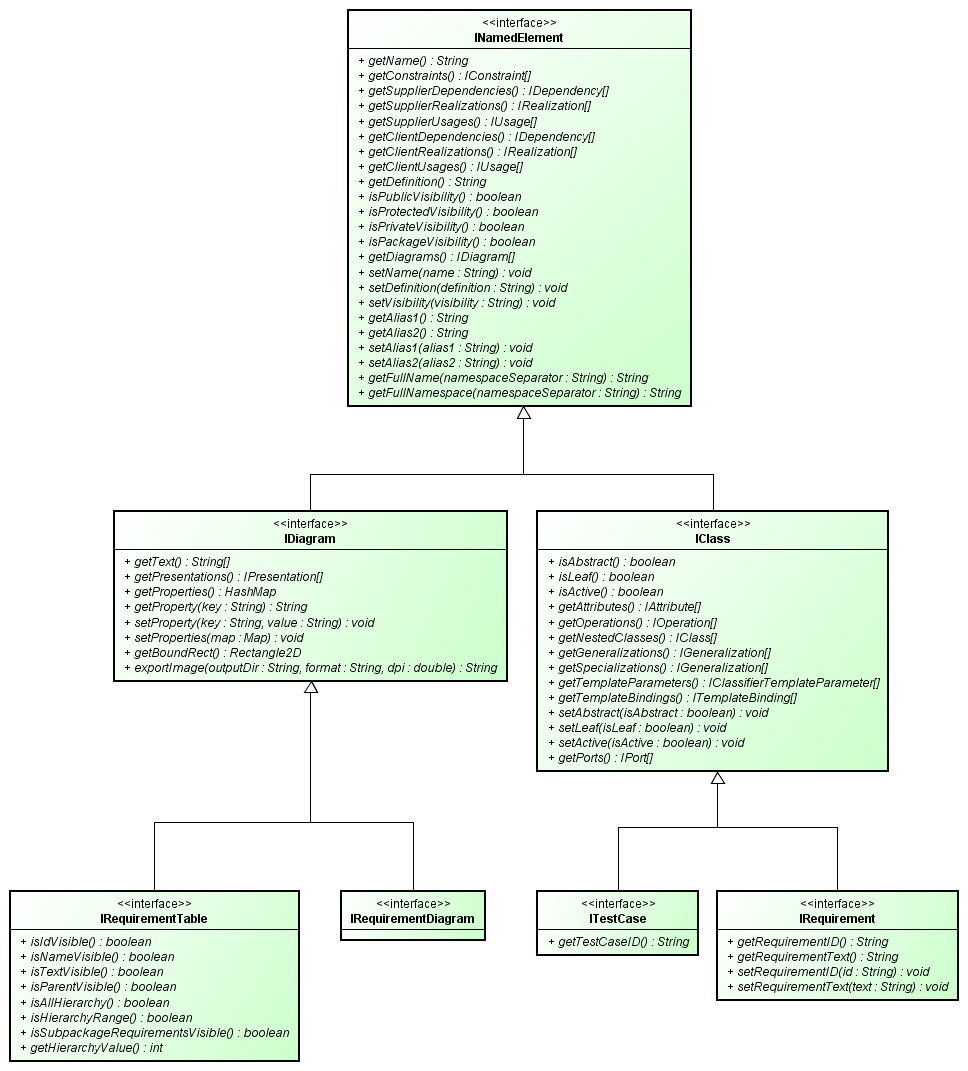 <<interface>>
INamedElement
+ getName() : String
+ getConstraints() : IConstraint[]
+ getSupplierDependencies() : IDependency[]
+ getSupplierRealizations() : IRealization[]
+ getSupplierUsages() : IUsage[]
+ getClientDependencies() : IDependency[]
+ getClientRealizations() : IRealization[]
+ getClientUsages() : IUsage[]
+ getDefinition() : String
+ isPublicVisibility() : boolean
+ isProtectedVisibility() : boolean
+ isPrivateVisibility() : boolean
+ isPackageVisibility() : boolean
+ getDiagrams() : IDiagram[]
+ setName(name : String) : void
+ setDefinition(definition : String) : void
+ setVisibility(visibility : String) : void
+ getAlias1() : String
+ getAlias2() : String
+ setAlias1(alias1 : String) : void
+ setAlias2(alias2 : String) : void
+ getFullName(namespaceSeparator : String) : String
+ getFullNamespace(namespaceSeparator : String) : String
<<interface>>
IDiagram
+ getText() : String[]
+ getPresentations() : IPresentation[]
+ getProperties() : HashMap
+ getProperty(key : String) : String
+ setProperty(key : String, value : String) : void
+ setProperties(map : Map) : void
+ getBoundRect() : Rectangle2D
+ exportImage(outputDir : String, format : String, dpi : double) : String
<<interface>>
IClass
+ isAbstract() : boolean
+ isLeaf() : boolean
+ isActive() : boolean
+ getAttributes() : IAttribute[]
+ getOperations() : IOperation[]
+ getNestedClasses() : IClass[]
+ getGeneralizations() : IGeneralization[]
+ getSpecializations() : IGeneralization[]
+ getTemplateParameters() : IClassifierTemplateParameter[]
+ getTemplateBindings() : ITemplateBinding[]
+ setAbstract(isAbstract : boolean) : void
+ setLeaf(isLeaf : boolean) : void
+ setActive(isActive : boolean) : void
+ getPorts() : IPort[]
<<interface>>
IRequirementTable
+ isIdVisible() : boolean
+ isNameVisible() : boolean
+ isTextVisible() : boolean
+ isParentVisible() : boolean
+ isAllHierarchy() : boolean
+ isHierarchyRange() : boolean
+ isSubpackageRequirementsVisible() : boolean
+ getHierarchyValue() : int
<<interface>>
IRequirementDiagram
<<interface>>
ITestCase
+ getTestCaseID() : String
<<interface>>
IRequirement
+ getRequirementID() : String
+ getRequirementText() : String
+ setRequirementID(id : String) : void
+ setRequirementText(text : String) : void